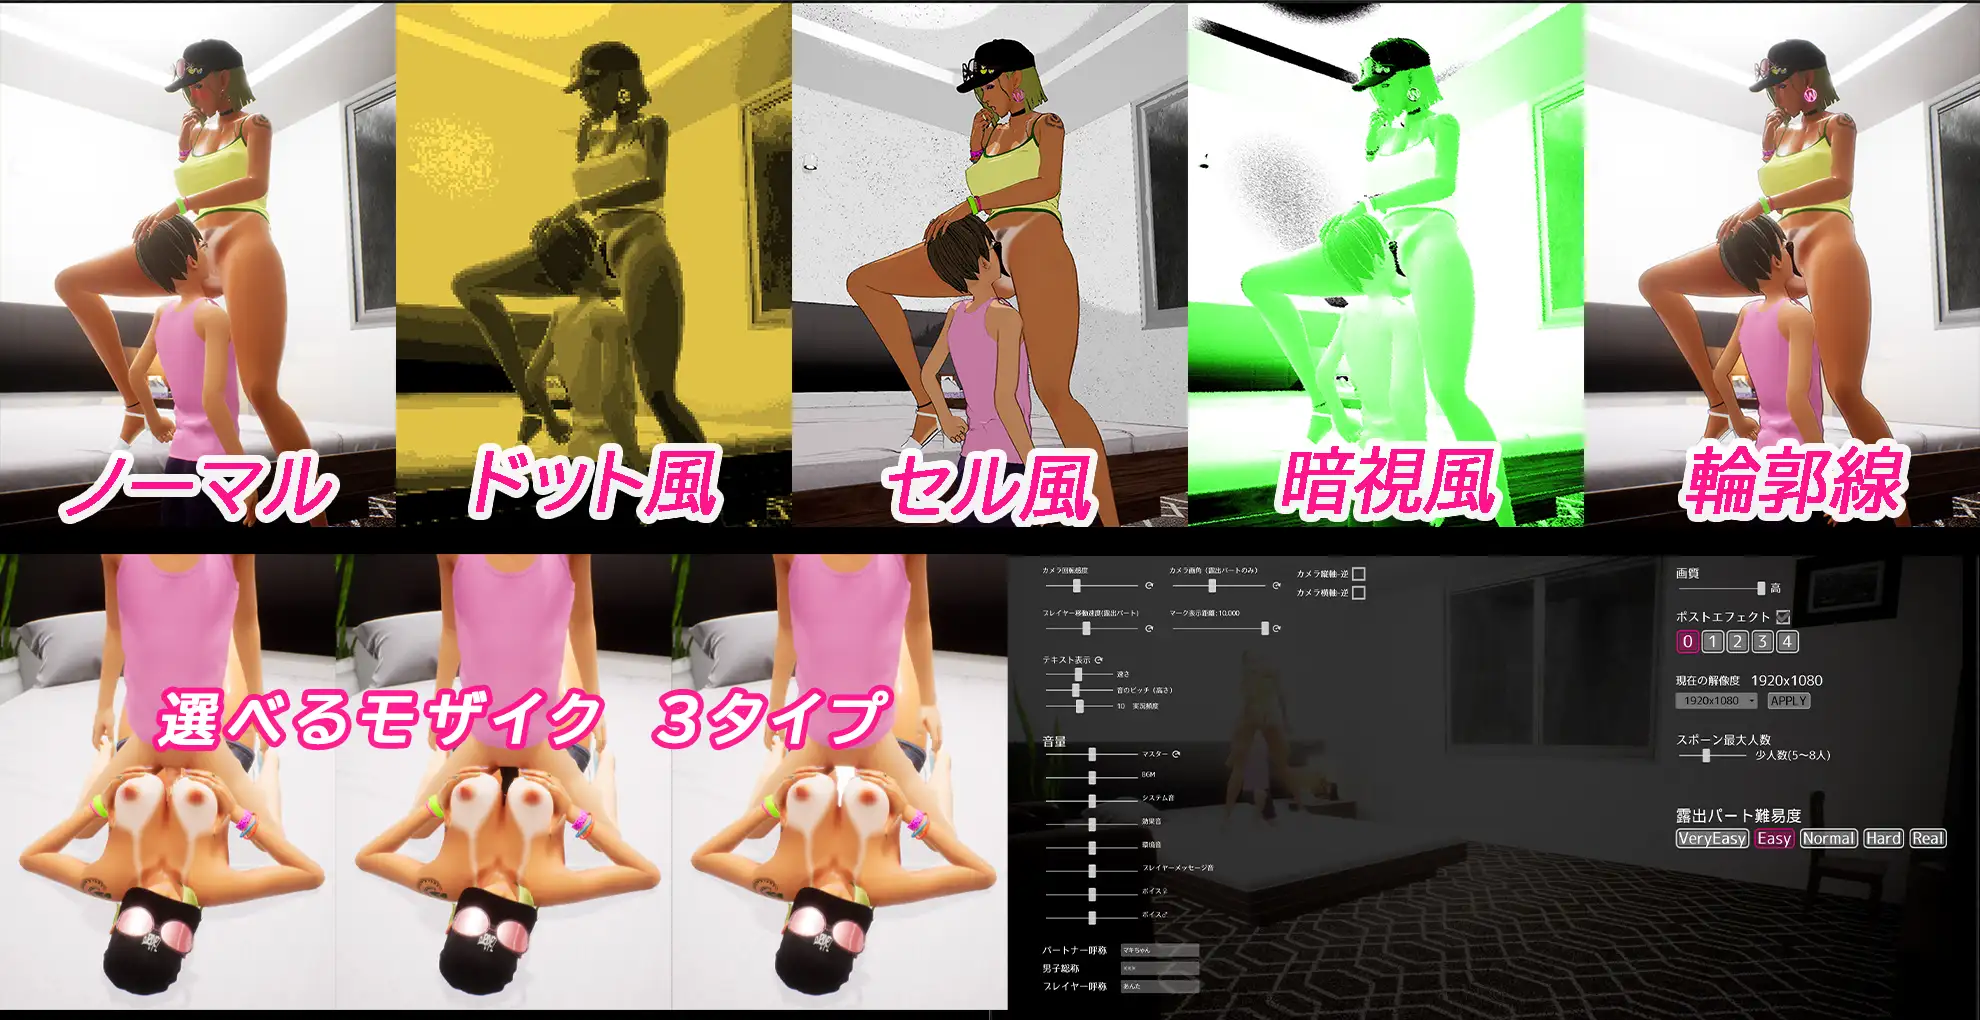 ノーマル
ドット風
セル風
暗視風
輪郭線
選べるモザイク 3タイプ
カメラ回転感度
カメラ画角(露出パートのみ)
カメラ縦軸-逆
カメラ横軸-逆
プレイヤー移動速度(露出パート)
マーク表示距離:10.000
テキスト表示
速さ
音のピッチ(高さ)
10 実況頻度
音量
マスター
BGM
システム音
効果音
環境音
プレイヤーメッセージ音
ボイス♀
ボイス♂
パートナー呼称 マキちゃん
男子総称
プレイヤー呼称 あんた
画質
高
ポストエフェクト
0 1 2 3 4
現在の解像度 1920x1080
1920x1080 APPLY
スポーン最大人数
少人数(5~8人)
露出パート難易度
VeryEasy Easy Normal Hard Real